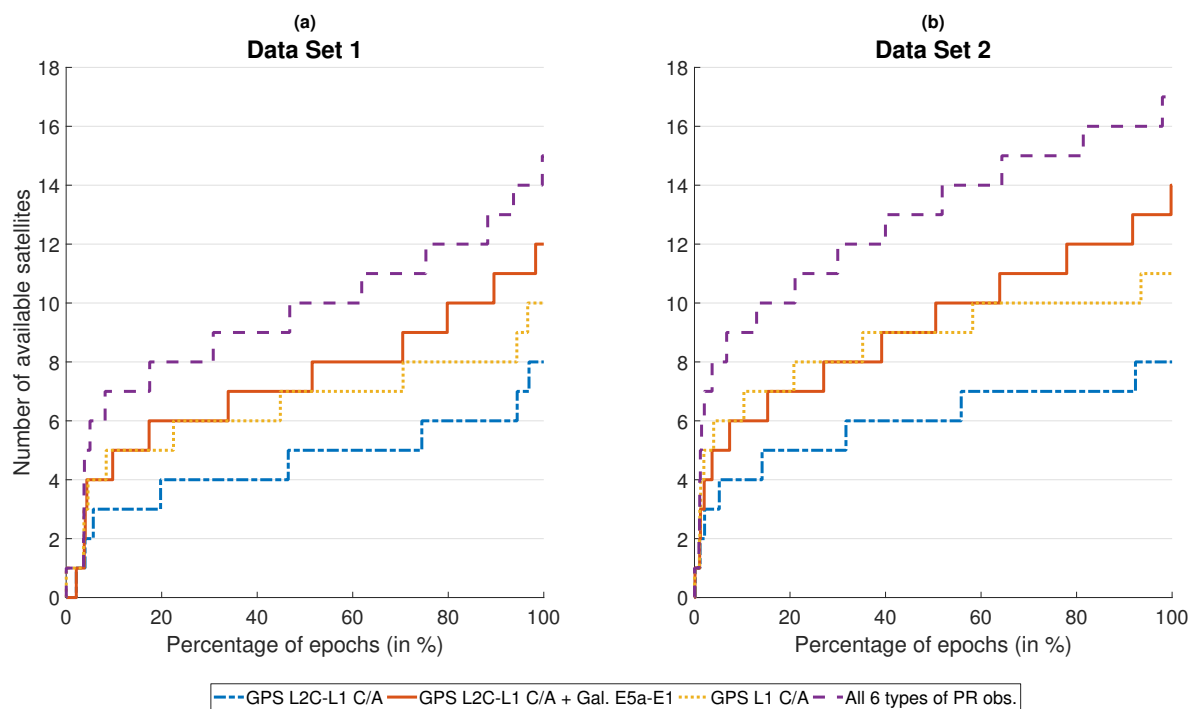 (a)
Data Set 1
18
16
14
12
10
8
6
4
2
0
Number of available satellites
0 20 40 60 80 100
Percentage of epochs (in %)
(b)
Data Set 2
18
16
14
12
10
8
6
4
2
0
0 20 40 60 80 100
Percentage of epochs (in %)
GPS L2C-L1 C/A GPS L2C-L1 C/A + Gal. E5a-E1 GPS L1 C/A All 6 types of PR obs.